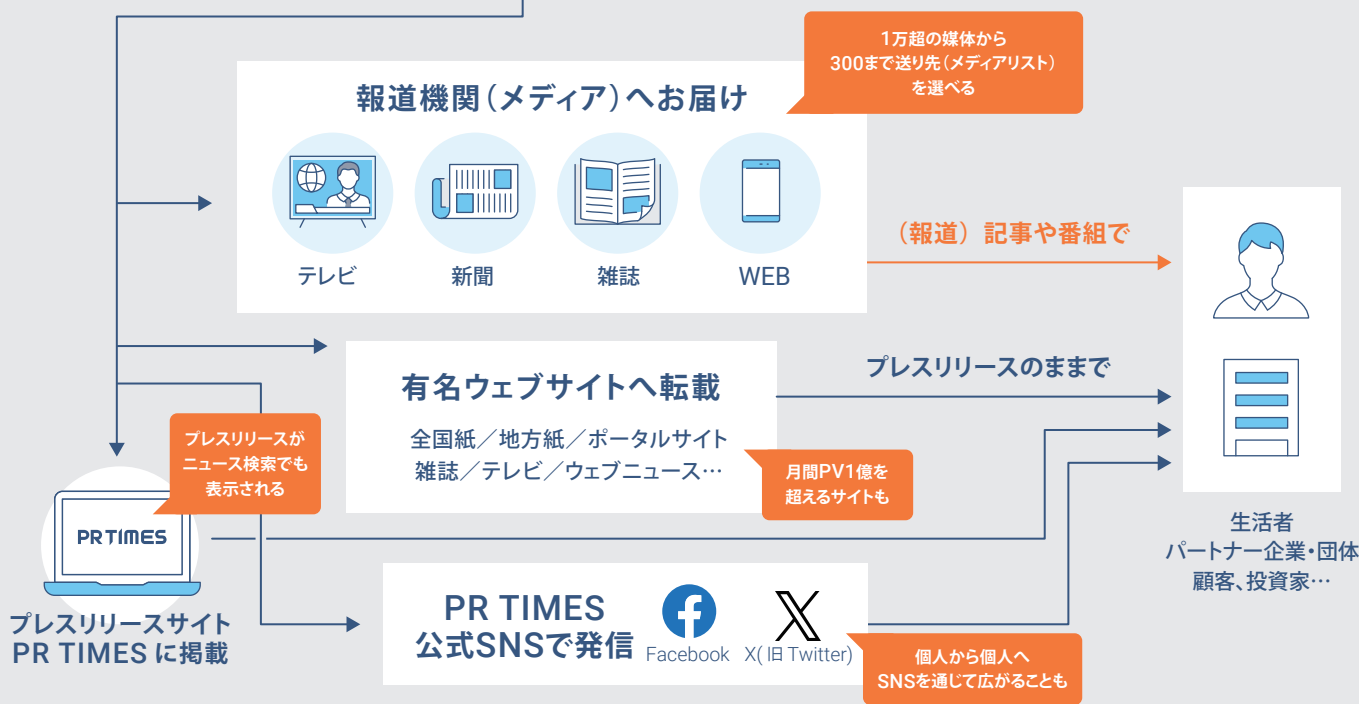 1万超の媒体から
300まで送り先(メディアリスト)
を選べる
報道機関(メディア)へお届け
テレビ
新聞
雑誌
WEB
(報道)記事や番組で
有名ウェブサイトへ転載
全国紙/地方紙/ポータルサイト
雑誌/テレビ/ウェブニュース…
プレスリリースのままで
月間PV1億を
超えるサイトも
プレスリリースが
ニュース検索でも
表示される
PR TIMES
プレスリリースサイト
PR TIMES に掲載
PR TIMES
公式SNSで発信
Facebook
X(旧 Twitter)
個人から個人へ
SNSを通じて広がることも
生活者
パートナー企業・団体
顧客、投資家…